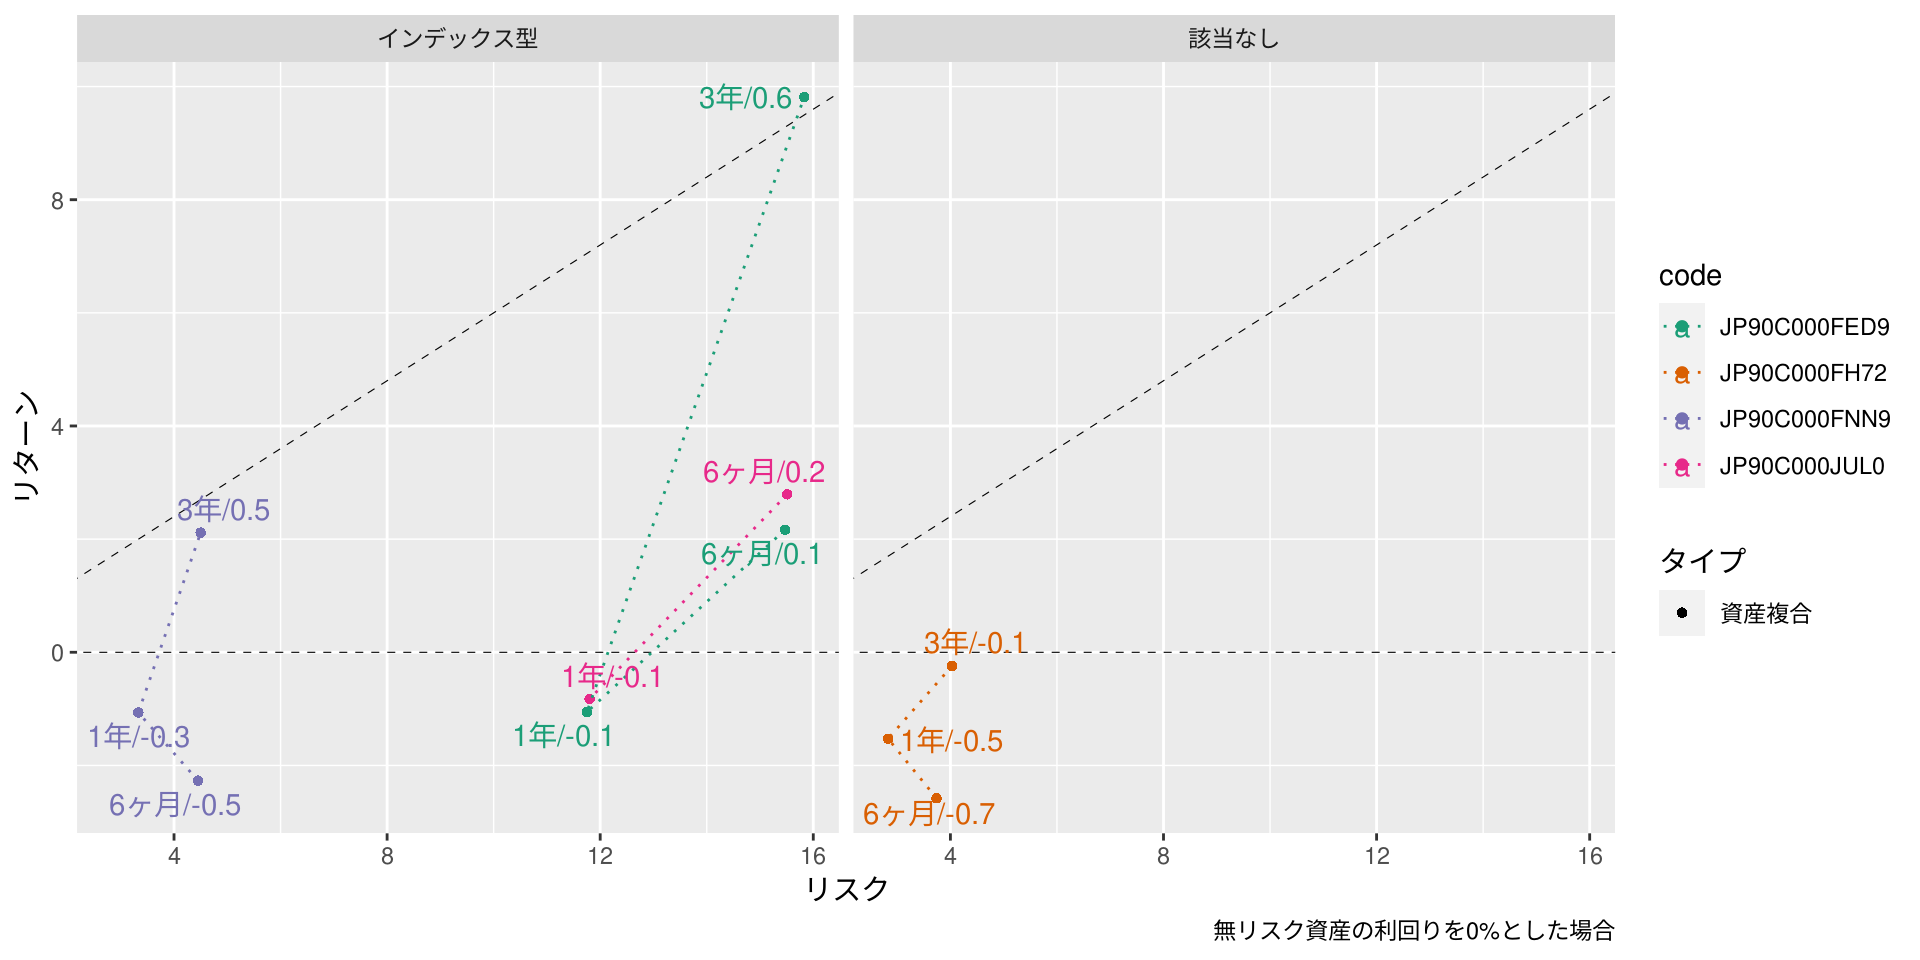 インデックス型
該当なし
リターン
8
4
0
3年/0.6
6ヶ月/0.2
6ヶ月/0.1
3年/0.5
1年/-0.1
1年/-0.1
1年/-0.3
6ヶ月/-0.5
3年/-0.1
1年/-0.5
6ヶ月/-0.7
4 8 12 16
4 8 12 16
リスク
code
a JP90C000FED9
a JP90C000FH72
a JP90C000FNN9
a JP90C000JUL0
タイプ
資産複合
無リスク資産の利回りを0%とした場合